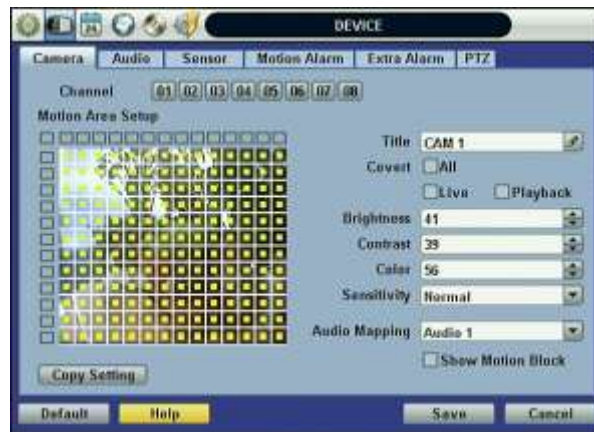 DEVICE
Camera Audio Sensor Motion Alarm Extra Alarm PTZ
Channel 01 02 03 04 05 06 07 08
Motion Area Setup
Title CAM 1
Covert All
Live Playback
Brightness 41
Contrast 39
Color 56
Sensitivity Normal
Audio Mapping Audio 1
Show Motion Block
Copy Setting
Default Help Save Cancel